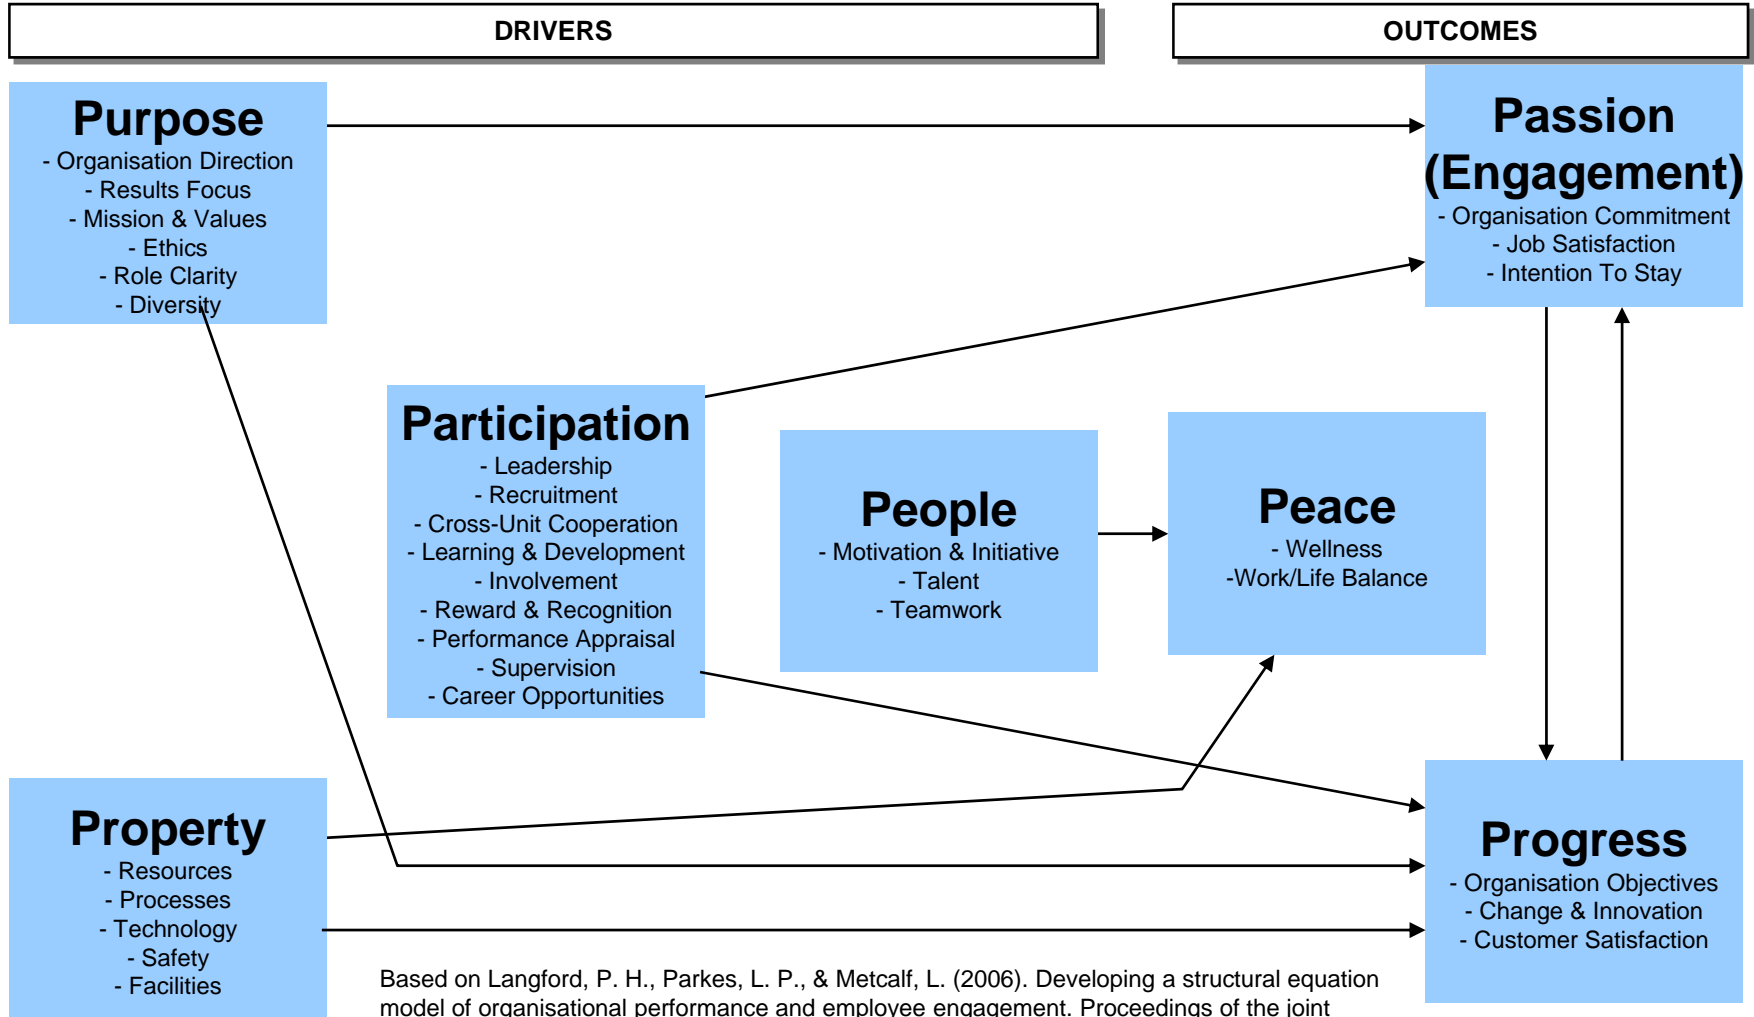 DRIVERS
OUTCOMES
Purpose
- Organisation Direction
- Results Focus
- Mission & Values
- Ethics
- Role Clarity
- Diversity
Passion
(Engagement)
- Organisation Commitment
- Job Satisfaction
- Intention To Stay
Participation
- Leadership
- Recruitment
- Cross-Unit Cooperation
- Learning & Development
- Involvement
- Reward & Recognition
- Performance Appraisal
- Supervision
- Career Opportunities
People
- Motivation & Initiative
- Talent
- Teamwork
Peace
- Wellness
-Work/Life Balance
Property
- Resources
- Processes
- Technology
- Safety
- Facilities
Progress
- Organisation Objectives
- Change & Innovation
- Customer Satisfaction
Based on Langford, P. H., Parkes, L. P., & Metcalf, L. (2006). Developing a structural equation
model of organisational performance and employee engagement. Proceedings of the joint